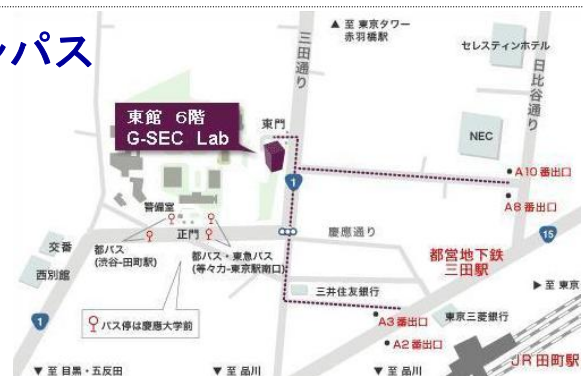 ンパス
▲ 至 東京タワー
赤羽橋駅
三田通り
セレスティンホテル
日比谷通り
東館 6階
G-SEC Lab
東門
NEC
1
A10 番出口
A8 番出口
警備室
正門
慶應通り
15
交番
西別館
都バス
(渋谷-田町駅)
都バス・東急バス
(等々力-東京駅南口)
都営地下鉄
三田駅
▶ 至 東京
三井住友銀行
1
バス停は慶應大学前
A3 番出口
東京三菱銀行
A2 番出口
JR 田町駅
▼ 至 目黒・五反田
▼ 至 品川
▼ 至 品川